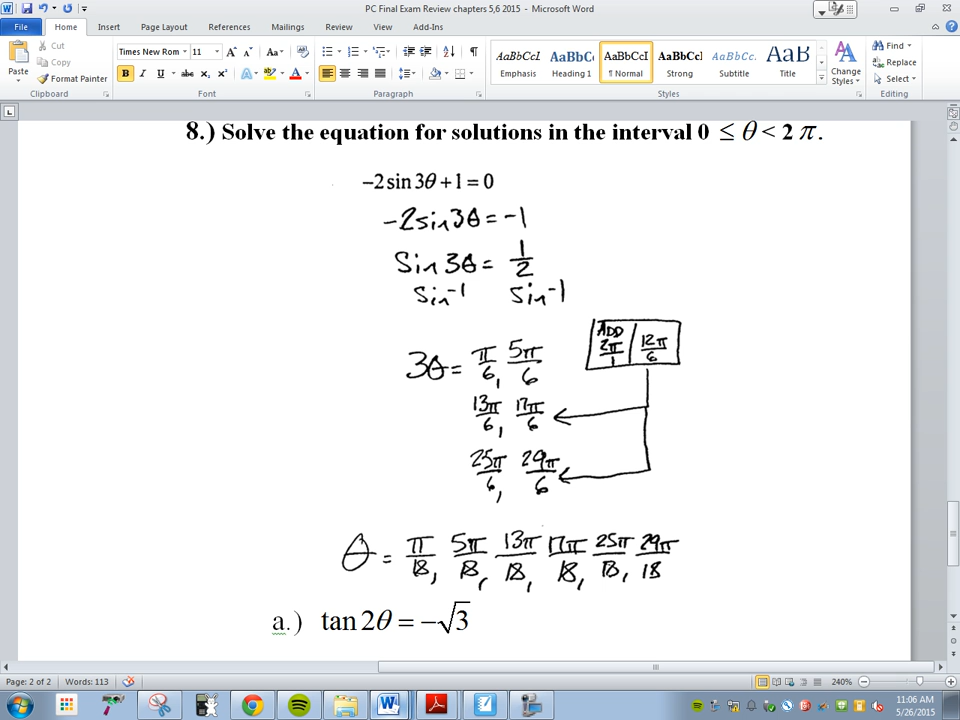 PC Final Exam Review chapters 5,6 2015 - Microsoft Word
File Home Insert Page Layout References Mailings Review View Add-Ins
Paste
Cut
Copy
Format Painter
Clipboard
Times New Rom 11
Font
Paragraph
AaBbCcI AaBbC AaBbCcI AaBbCcI AaBbCc. AaB
Emphasis Heading 1 ¶ Normal Strong Subtitle Title
Change Styles
Styles
Find
Replace
Select
Editing
8.) Solve the equation for solutions in the interval 0 ≤ θ < 2 π.
−2 sin 3θ + 1 = 0
-2sin3θ = -1
Sin 3θ = 1/2
Sin⁻¹ Sin⁻¹
ADD 2π/1 | 12π/6
3θ = π/6, 5π/6
13π/6, 17π/6
25π/6, 29π/6
θ = π/18, 5π/18, 13π/18, 17π/18, 25π/18, 29π/18
a.) tan 2θ = −√3
Page: 2 of 2 Words: 113 240%
11:06 AM
5/26/2015